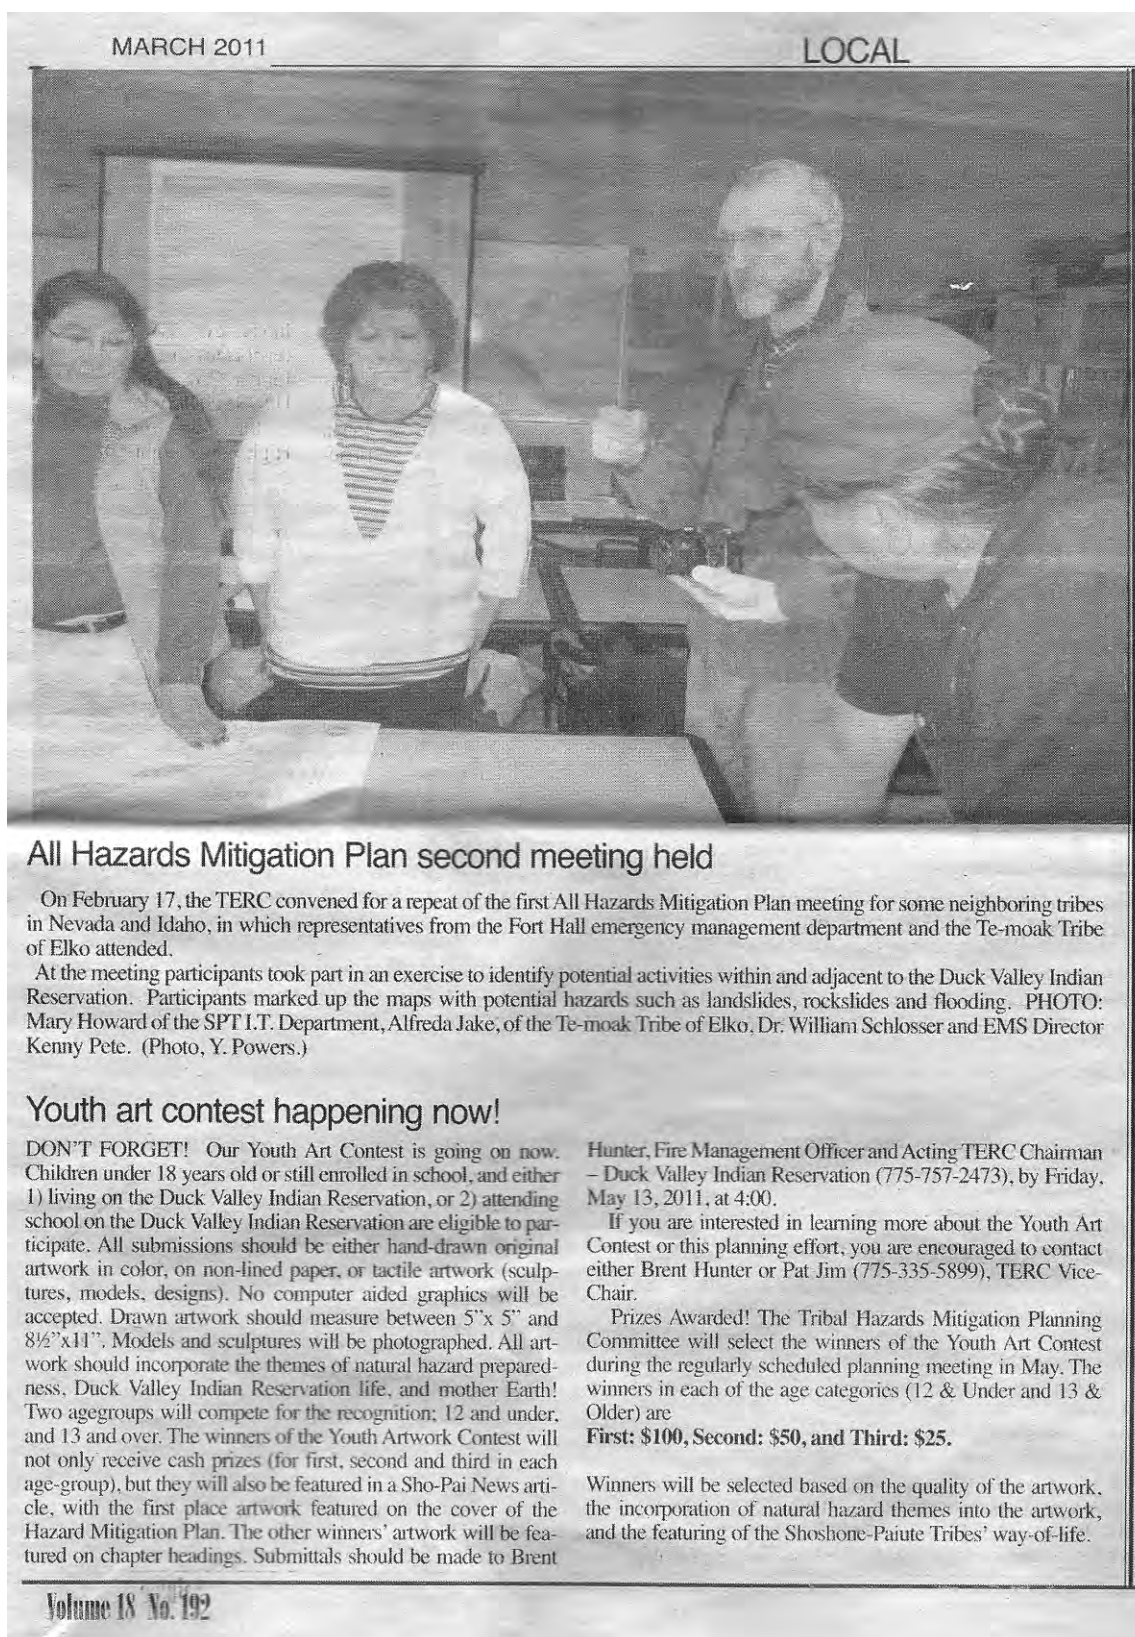 MARCH 2011
LOCAL
All Hazards Mitigation Plan second meeting held
On February 17, the TERC convened for a repeat of the first All Hazards Mitigation Plan meeting for some neighboring tribes
in Nevada and Idaho, in which representatives from the Fort Hall emergency management department and the Te-moak Tribe
of Elko attended.
At the meeting participants took part in an exercise to identify potential activities within and adjacent to the Duck Valley Indian
Reservation. Participants marked up the maps with potential hazards such as landslides, rockslides and flooding. PHOTO:
Mary Howard of the SPT I.T. Department, Alfreda Jake, of the Te-moak Tribe of Elko, Dr. William Schlosser and EMS Director
Kenny Pete. (Photo, Y. Powers.)
Youth art contest happening now!
DON'T FORGET! Our Youth Art Contest is going on now.
Children under 18 years old or still enrolled in school, and either
1) living on the Duck Valley Indian Reservation, or 2) attending
school on the Duck Valley Indian Reservation are eligible to par-
ticipate. All submissions should be either hand-drawn original
artwork in color, on non-lined paper, or tactile artwork (sculp-
tures, models, designs). No computer aided graphics will be
accepted. Drawn artwork should measure between 5"x 5" and
8½"x11". Models and sculptures will be photographed. All art-
work should incorporate the themes of natural hazard prepared-
ness, Duck Valley Indian Reservation life, and mother Earth!
Two agegroups will compete for the recognition: 12 and under,
and 13 and over. The winners of the Youth Artwork Contest will
not only receive cash prizes (for first, second and third in each
age-group), but they will also be featured in a Sho-Pai News arti-
cle, with the first place artwork featured on the cover of the
Hazard Mitigation Plan. The other winners' artwork will be fea-
tured on chapter headings. Submittals should be made to Brent
Hunter, Fire Management Officer and Acting TERC Chairman
– Duck Valley Indian Reservation (775-757-2473), by Friday,
May 13, 2011, at 4:00.
If you are interested in learning more about the Youth Art
Contest or this planning effort, you are encouraged to contact
either Brent Hunter or Pat Jim (775-335-5899), TERC Vice-
Chair.
Prizes Awarded! The Tribal Hazards Mitigation Planning
Committee will select the winners of the Youth Art Contest
during the regularly scheduled planning meeting in May. The
winners in each of the age categories (12 & Under and 13 &
Older) are
First: $100, Second: $50, and Third: $25.
Winners will be selected based on the quality of the artwork,
the incorporation of natural hazard themes into the artwork,
and the featuring of the Shoshone-Paiute Tribes' way-of-life.
Volume 18 No. 192